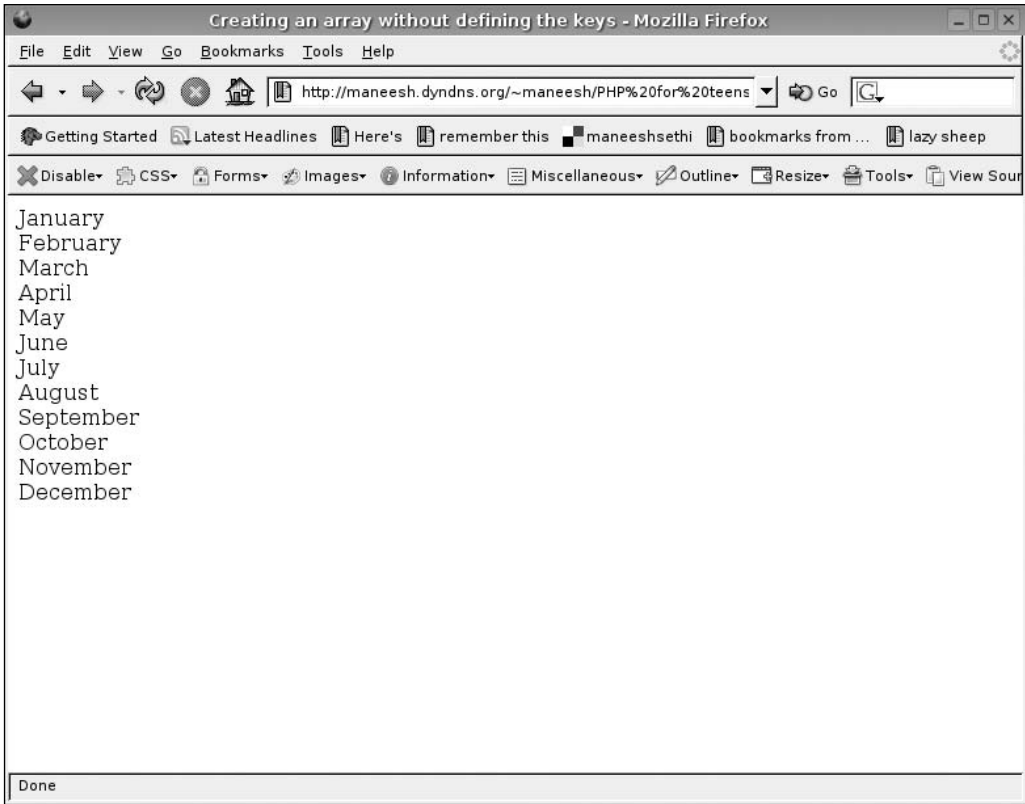 Creating an array without defining the keys - Mozilla Firefox
File Edit View Go Bookmarks Tools Help
http://maneesh.dyndns.org/~maneesh/PHP%20for%20teens Go G
Getting Started Latest Headlines Here's remember this maneeshsethi bookmarks from ... lazy sheep
Disable CSS Forms Images Information Miscellaneous Outline Resize Tools View Sour
January
February
March
April
May
June
July
August
September
October
November
December
Done